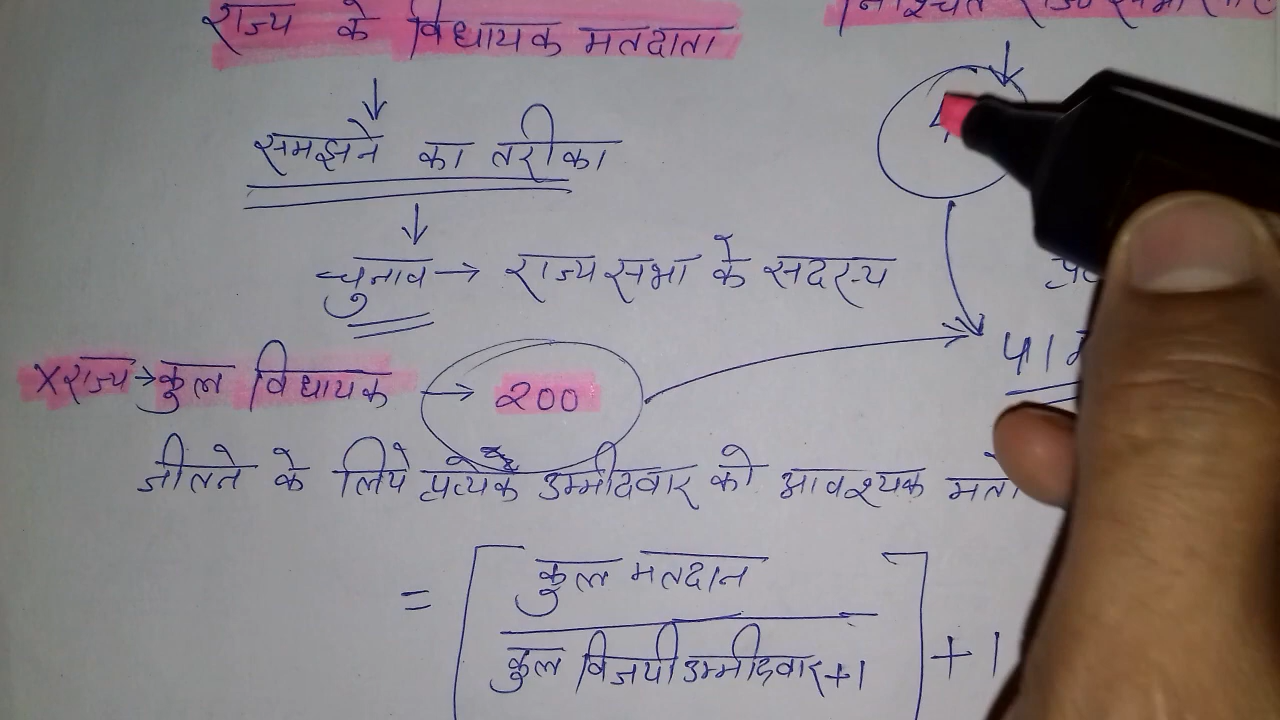 राज्य के विधायक मतदाता
समझने का तरीका
चुनाव → राज्यसभा के सदस्य
X राज्य → कुल विधायक → 200
जीतने के लिये प्रत्येक उम्मीदवार को आवश्यक मतो
= [ कुल मतदान
कुल विजयी उम्मीदवार + 1 ] + 1